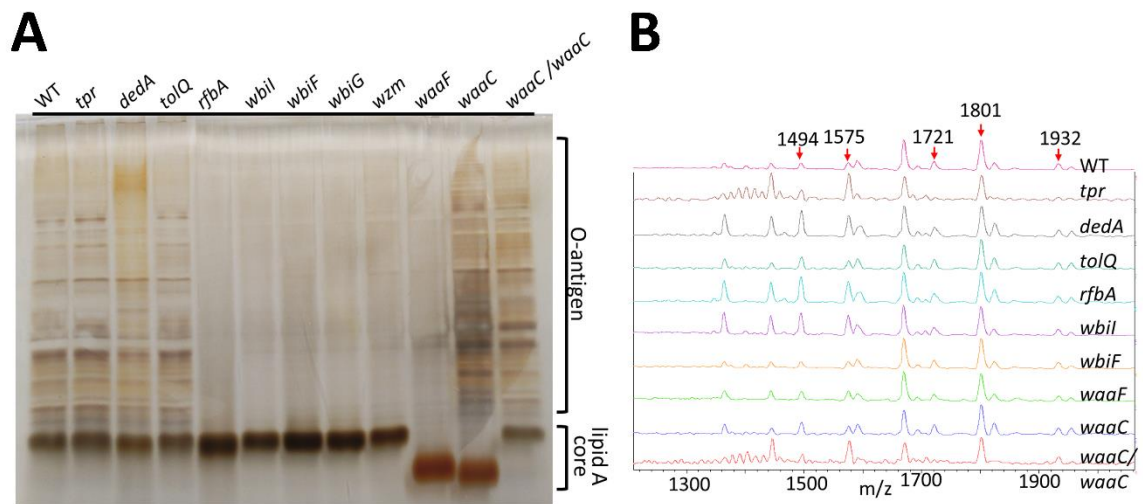 A
WT tpr dedA tolQ rfbA wbiI wbiF wbiG wzm waaF waaC waaC/waaC
O-antigen
lipid A
core
B
1494 1575 1721 1801 1932
WT
tpr
dedA
tolQ
rfbA
wbiI
wbiF
waaF
waaC
waaC/
waaC
1300 1500 1700 1900
m/z